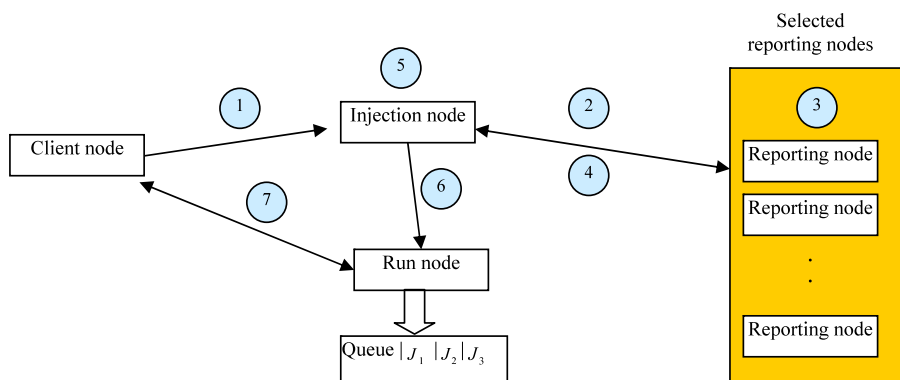 Selected
reporting nodes
5
1
2
3
Injection node
Client node
Reporting node
4
6
7
Reporting node
Run node
.
.
Reporting node
Queue | J₁ | J₂ | J₃